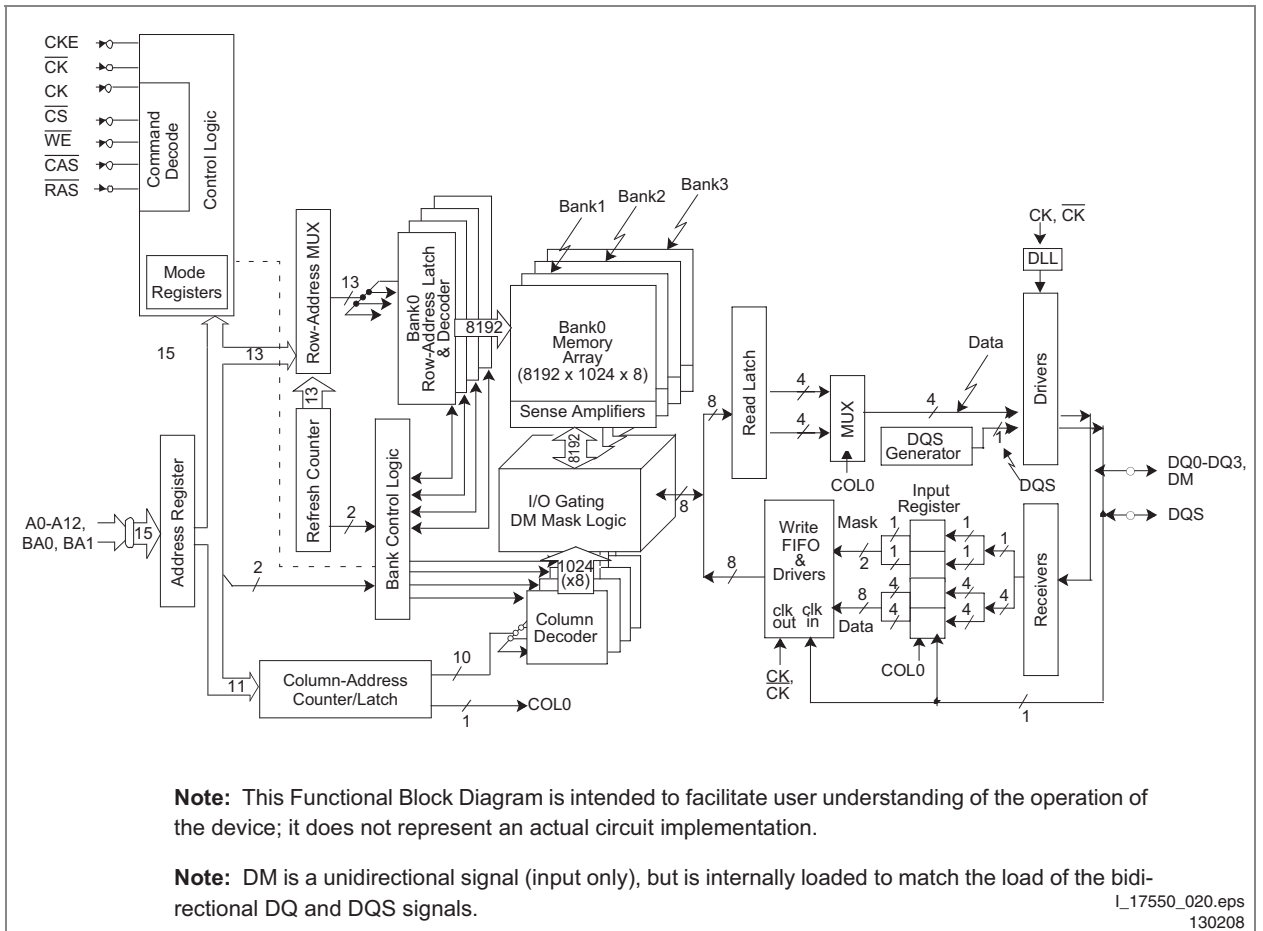 CKE
CK
CK
CS
WE
CAS
RAS
Command
Decode
Control Logic
Mode
Registers
15
13
Row-Address MUX
13
Refresh Counter
13
Bank0
Row-Address Latch
& Decoder
8192
Bank1
Bank2
Bank3
Bank0
Memory
Array
(8192 x 1024 x 8)
Sense Amplifiers
8192
I/O Gating
DM Mask Logic
2
Bank Control Logic
1024
(x8)
Column
Decoder
A0-A12,
BA0, BA1
15
Address Register
2
11
Column-Address
Counter/Latch
10
1
COL0
8
8
8
Read Latch
4
4
MUX
COL0
4
Data
DQS
Generator
1
DQS
CK, CK
DLL
Drivers
DQ0-DQ3,
DM
DQS
Input
Register
Write
FIFO
&
Drivers
clk
out
clk
in
Mask
2
8
Data
1
1
4
4
1
1
4
4
1
4
Receivers
COL0
CK,
CK
1
Note: This Functional Block Diagram is intended to facilitate user understanding of the operation of
the device; it does not represent an actual circuit implementation.
Note: DM is a unidirectional signal (input only), but is internally loaded to match the load of the bidi-
rectional DQ and DQS signals.
I_17550_020.eps
130208